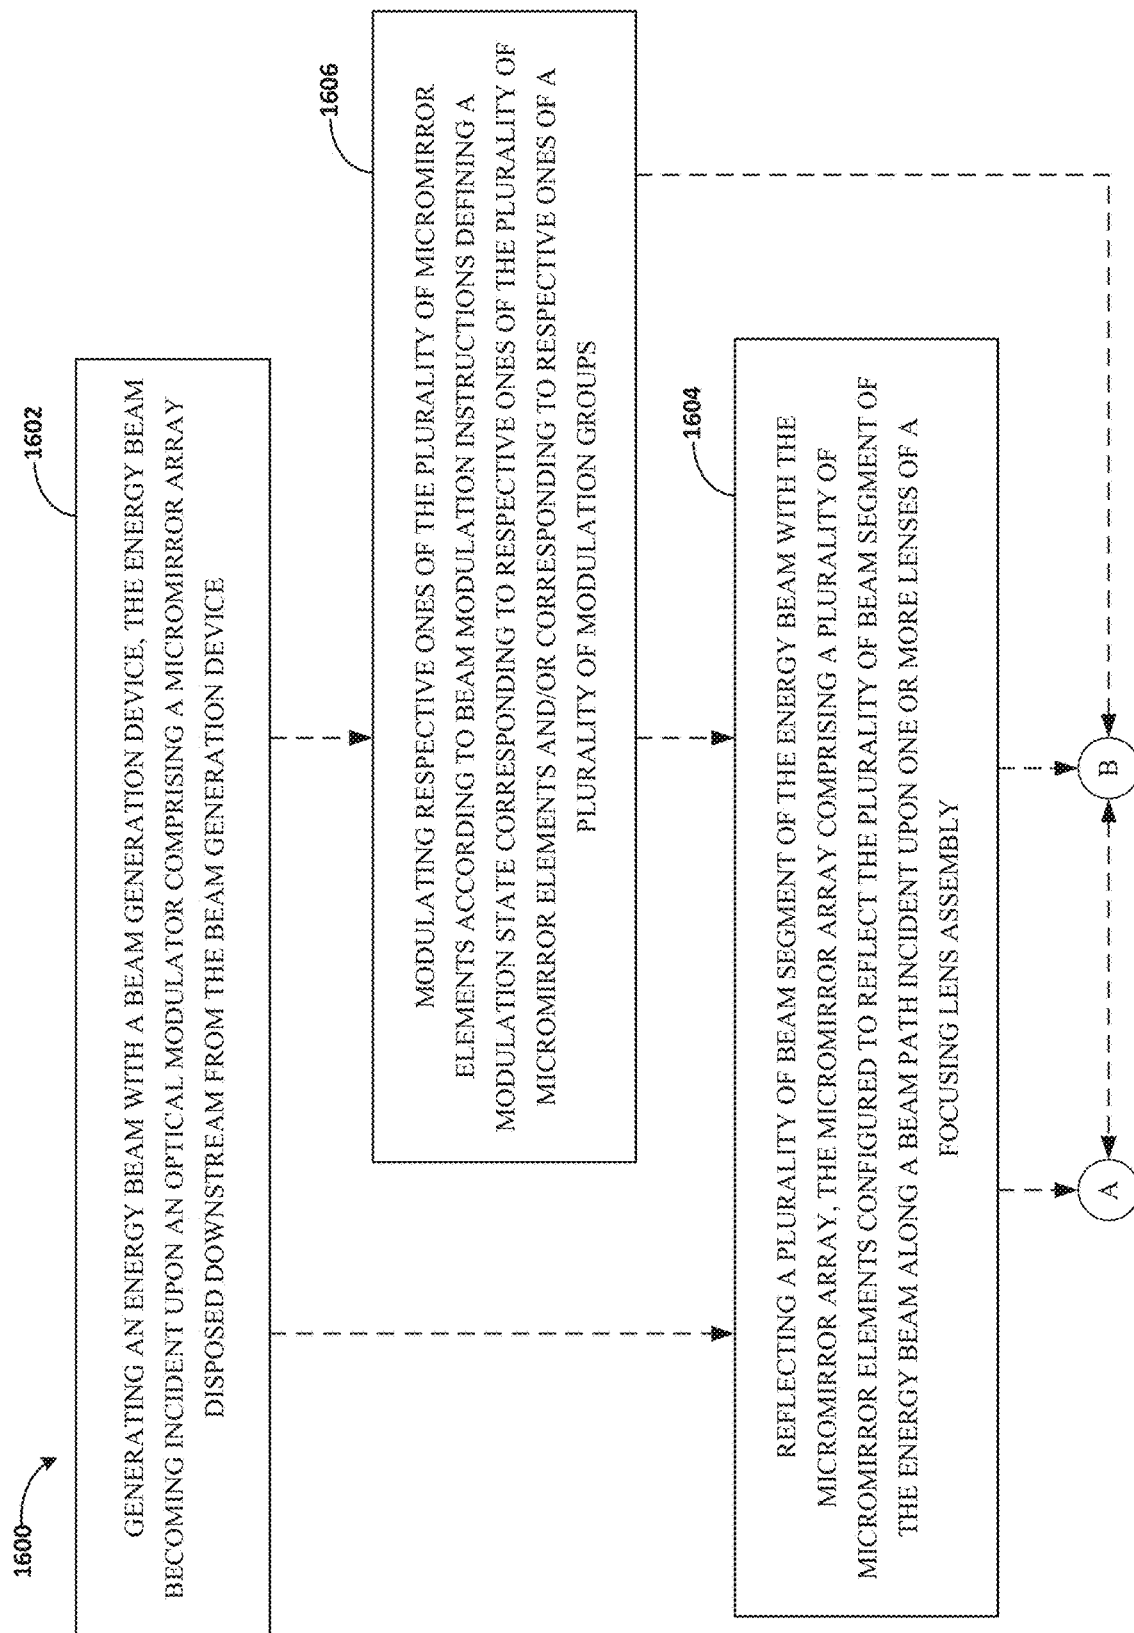 1600
1602
GENERATING AN ENERGY BEAM WITH A BEAM GENERATION DEVICE, THE ENERGY BEAM
BECOMING INCIDENT UPON AN OPTICAL MODULATOR COMPRISING A MICROMIRROR ARRAY
DISPOSED DOWNSTREAM FROM THE BEAM GENERATION DEVICE
1606
MODULATING RESPECTIVE ONES OF THE PLURALITY OF MICROMIRROR
ELEMENTS ACCORDING TO BEAM MODULATION INSTRUCTIONS DEFINING A
MODULATION STATE CORRESPONDING TO RESPECTIVE ONES OF THE PLURALITY OF
MICROMIRROR ELEMENTS AND/OR CORRESPONDING TO RESPECTIVE ONES OF A
PLURALITY OF MODULATION GROUPS
1604
REFLECTING A PLURALITY OF BEAM SEGMENT OF THE ENERGY BEAM WITH THE
MICROMIRROR ARRAY, THE MICROMIRROR ARRAY COMPRISING A PLURALITY OF
MICROMIRROR ELEMENTS CONFIGURED TO REFLECT THE PLURALITY OF BEAM SEGMENT OF
THE ENERGY BEAM ALONG A BEAM PATH INCIDENT UPON ONE OR MORE LENSES OF A
FOCUSING LENS ASSEMBLY
A
B